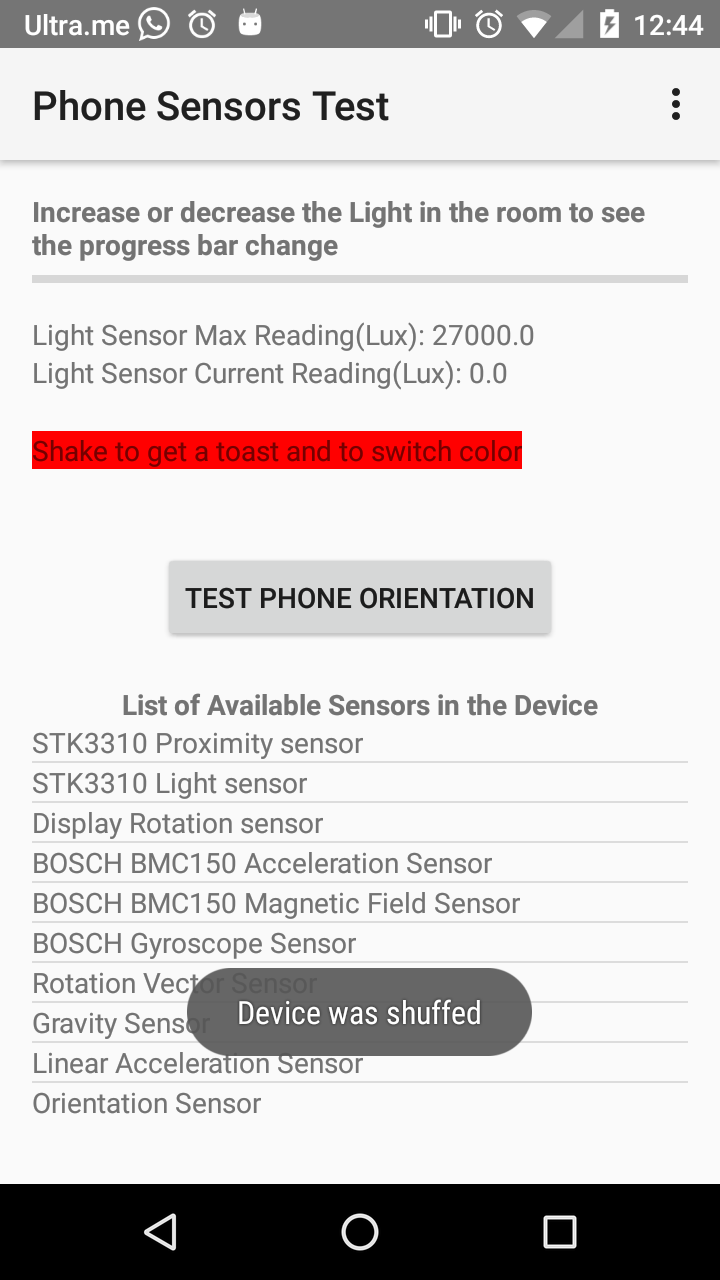 Ultra.me 12:44
Phone Sensors Test
Increase or decrease the Light in the room to see
the progress bar change
Light Sensor Max Reading(Lux): 27000.0
Light Sensor Current Reading(Lux): 0.0
Shake to get a toast and to switch color
TEST PHONE ORIENTATION
List of Available Sensors in the Device
STK3310 Proximity sensor
STK3310 Light sensor
Display Rotation sensor
BOSCH BMC150 Acceleration Sensor
BOSCH BMC150 Magnetic Field Sensor
BOSCH Gyroscope Sensor
Rotation Vector Sensor
Device was shuffed
Gravity Sensor
Linear Acceleration Sensor
Orientation Sensor